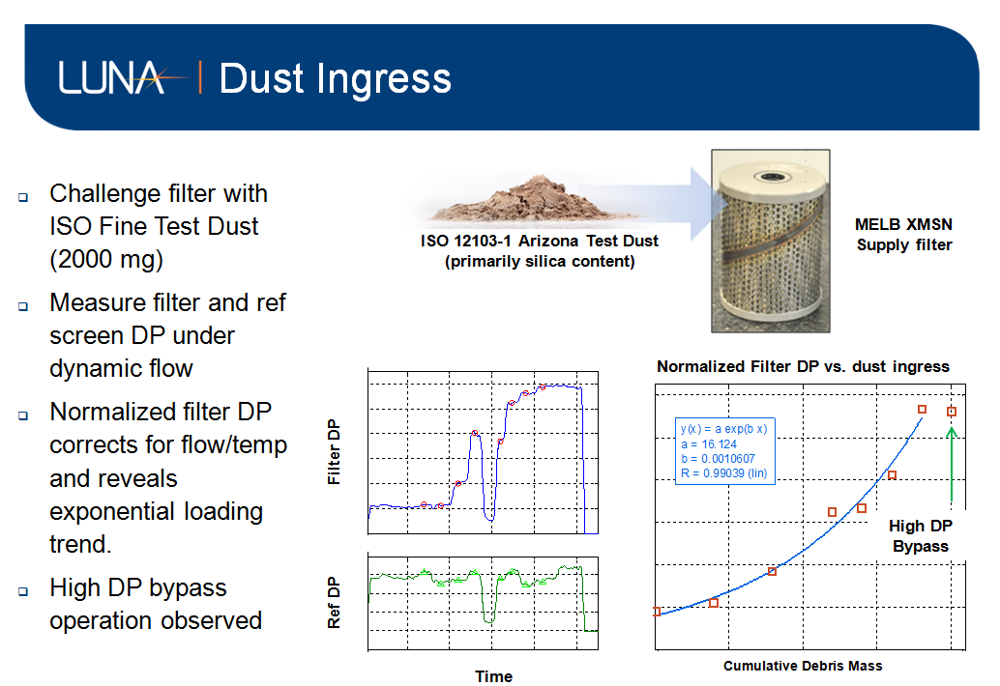 LUNA | Dust Ingress
❑ Challenge filter with
ISO Fine Test Dust
(2000 mg)
❑ Measure filter and ref
screen DP under
dynamic flow
❑ Normalized filter DP
corrects for flow/temp
and reveals
exponential loading
trend.
❑ High DP bypass
operation observed
ISO 12103-1 Arizona Test Dust
(primarily silica content)
MELB XMSN
Supply filter
Filter DP
Ref DP
Time
Normalized Filter DP vs. dust ingress
y(x) = a exp(b x)
a = 16.124
b = 0.0010607
R = 0.99039 (lin)
High DP
Bypass
Cumulative Debris Mass